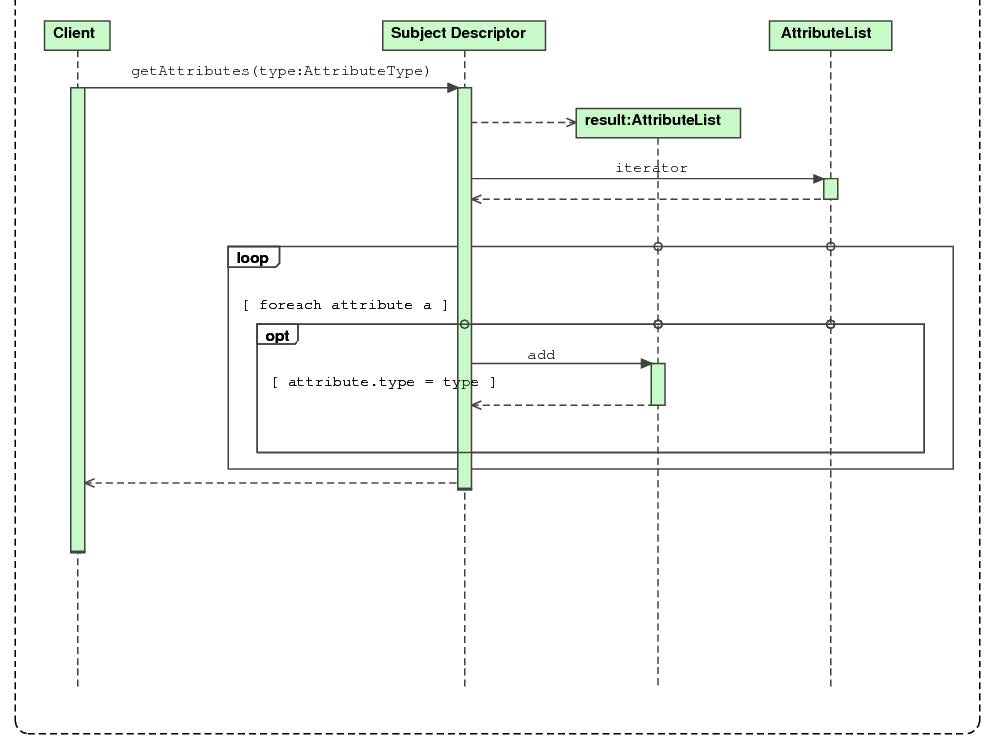 Client
Subject Descriptor
AttributeList
getAttributes(type:AttributeType)
result:AttributeList
iterator
loop
[ foreach attribute a ]
opt
add
[ attribute.type = type ]